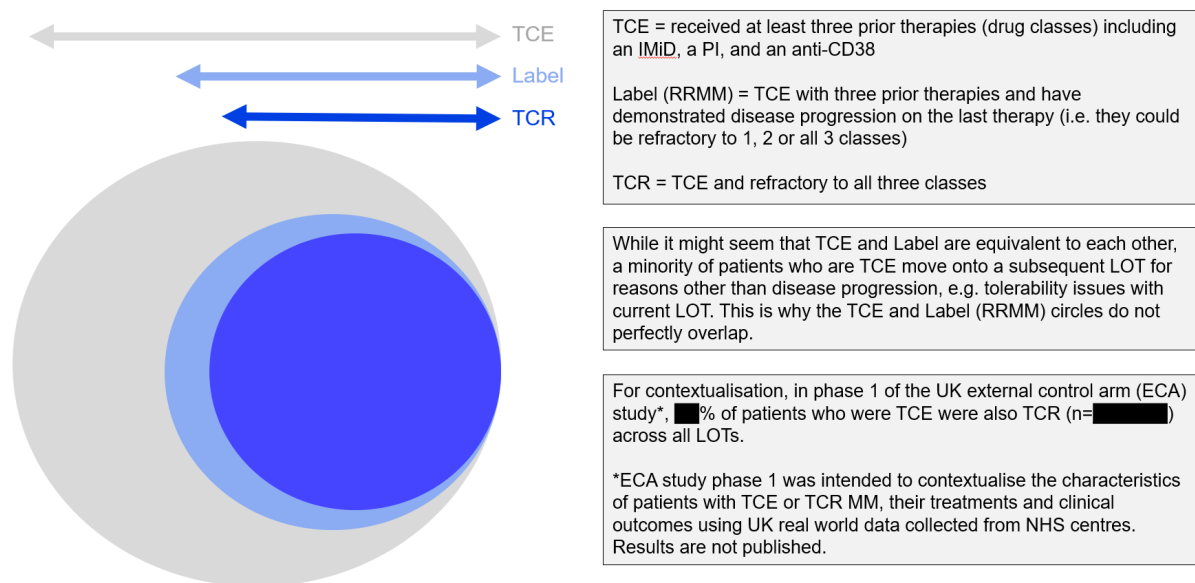 TCE
Label
TCR
TCE = received at least three prior therapies (drug classes) including
an IMiD, a PI, and an anti-CD38
Label (RRMM) = TCE with three prior therapies and have
demonstrated disease progression on the last therapy (i.e. they could
be refractory to 1, 2 or all 3 classes)
TCR = TCE and refractory to all three classes
While it might seem that TCE and Label are equivalent to each other,
a minority of patients who are TCE move onto a subsequent LOT for
reasons other than disease progression, e.g. tolerability issues with
current LOT. This is why the TCE and Label (RRMM) circles do not
perfectly overlap.
For contextualisation, in phase 1 of the UK external control arm (ECA)
study*, % of patients who were TCE were also TCR (n= )
across all LOTs.
*ECA study phase 1 was intended to contextualise the characteristics
of patients with TCE or TCR MM, their treatments and clinical
outcomes using UK real world data collected from NHS centres.
Results are not published.